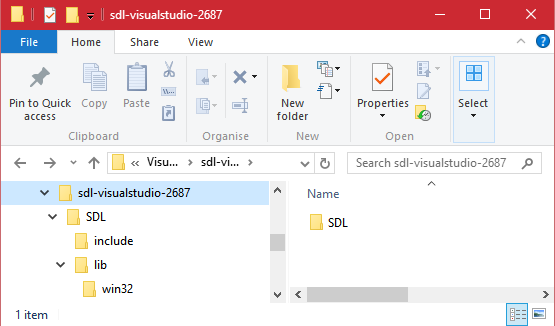 sdl-visualstudio-2687
File
Home
Share
View
Pin to Quick access
Copy
Paste
New folder
Properties
Select
Clipboard
Organise
New
Open
« Visu... › sdl-vi... ›
Search sdl-visualstudio-2687
sdl-visualstudio-2687
SDL
include
lib
win32
Name
SDL
1 item